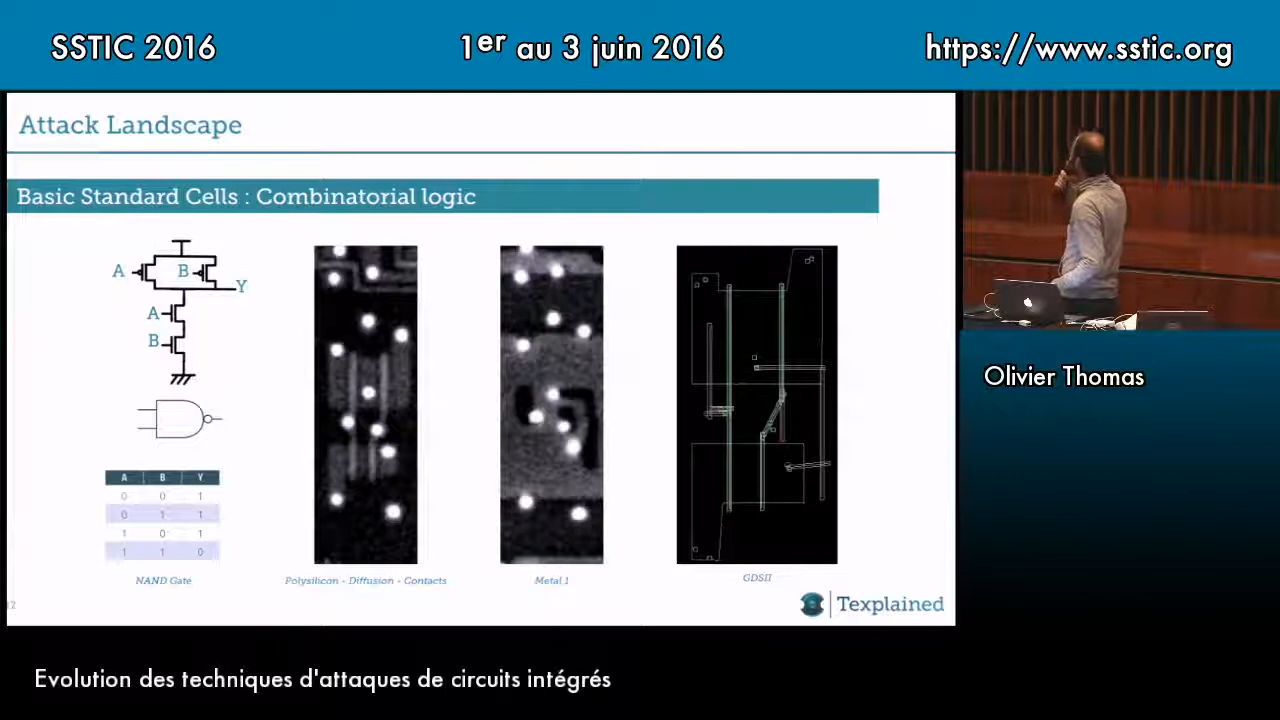 SSTIC 2016
1er au 3 juin 2016
https://www.sstic.org
Attack Landscape
Basic Standard Cells : Combinatorial logic
A
B
Y
A
B
A B Y
0 0 1
0 1 1
1 0 1
1 1 0
NAND Gate
Polysilicon - Diffusion - Contacts
Metal 1
GDSII
12
Texplained
Olivier Thomas
Evolution des techniques d'attaques de circuits intégrés